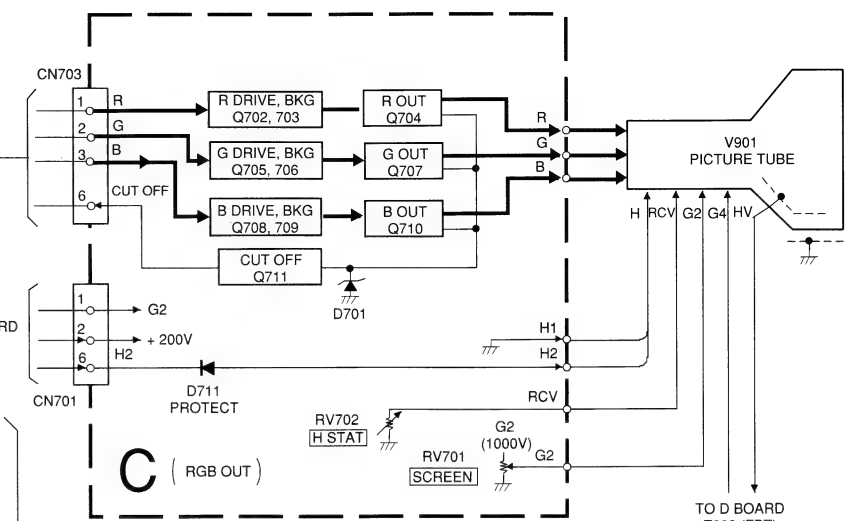 CN703
1 R
2 G
3 B
6 CUT OFF
R DRIVE, BKG
Q702, 703
R OUT
Q704
G DRIVE, BKG
Q705, 706
G OUT
Q707
B DRIVE, BKG
Q708, 709
B OUT
Q710
CUT OFF
Q711
D701
R
G
B
V901
PICTURE TUBE
H RCV G2 G4 HV
1 G2
2 + 200V
6 H2
RD
CN701
D711
PROTECT
H1
H2
RCV
RV702
H STAT
G2
(1000V)
RV701
SCREEN
G2
C (RGB OUT)
TO D BOARD